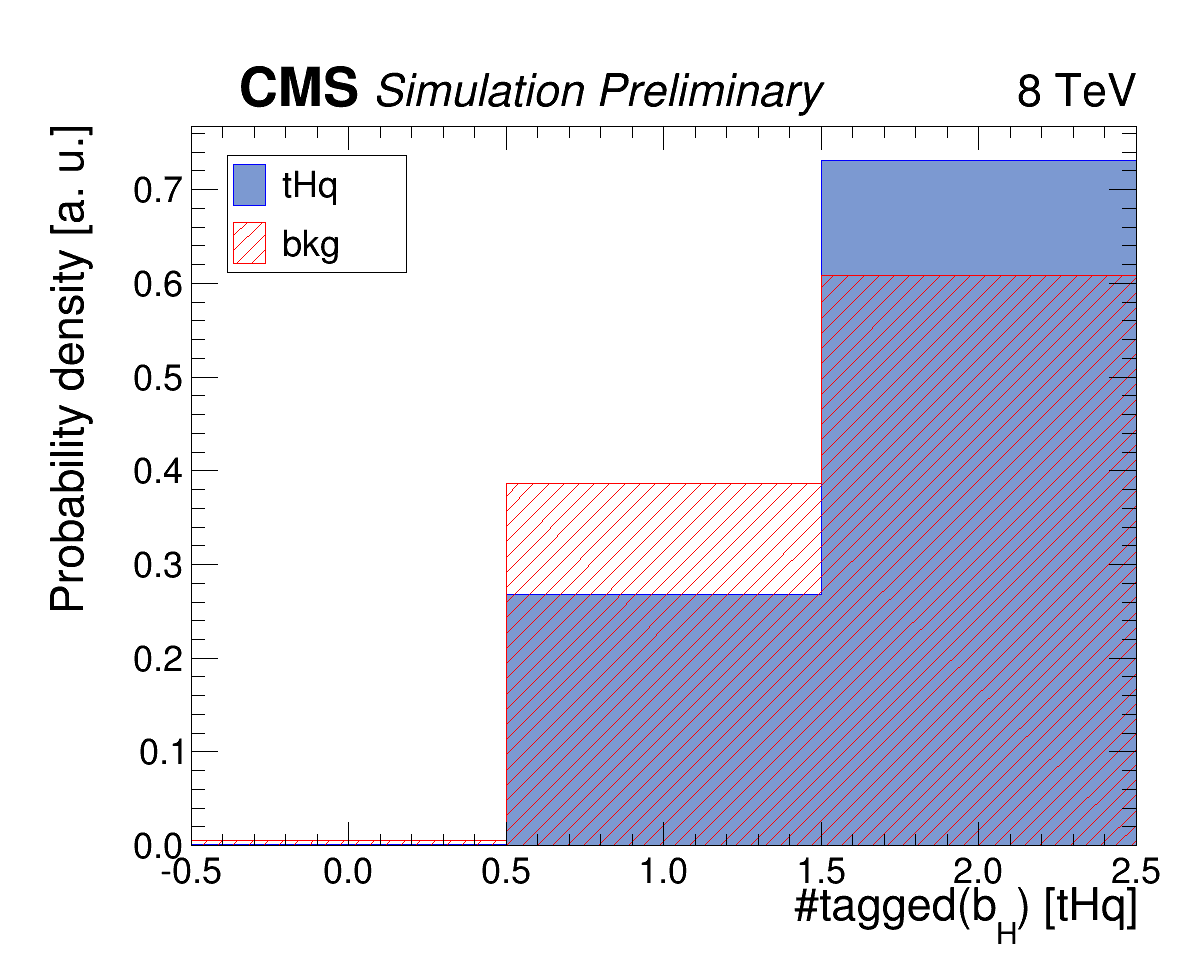 CMS Simulation Preliminary 8 TeV
Probability density [a. u.]
tHq
bkg
0.7
0.6
0.5
0.4
0.3
0.2
0.1
0.0
-0.5 0.0 0.5 1.0 1.5 2.0 2.5
#tagged(b_H) [tHq]